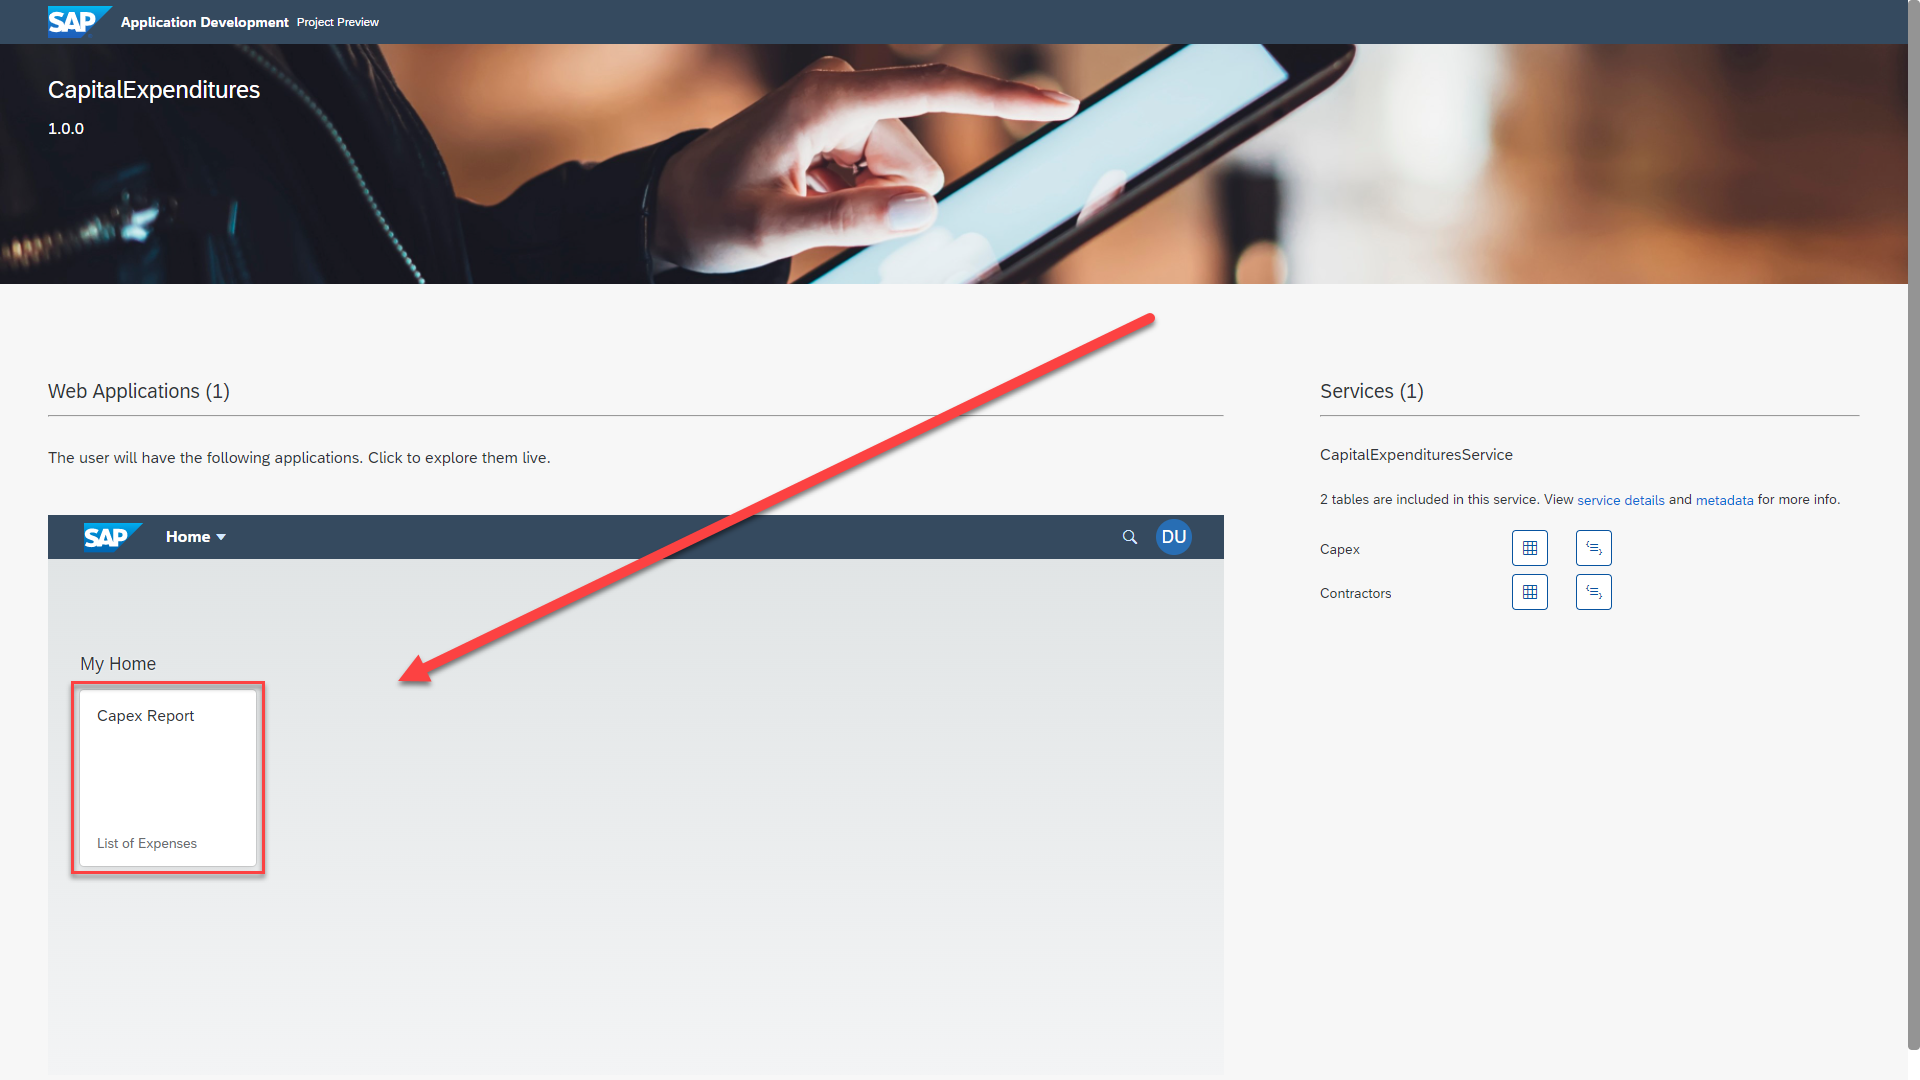 SAP Application Development Project Preview
CapitalExpenditures
1.0.0
Web Applications (1)
The user will have the following applications. Click to explore them live.
SAP Home DU
My Home
Capex Report
List of Expenses
Services (1)
CapitalExpendituresService
2 tables are included in this service. View service details and metadata for more info.
Capex
Contractors